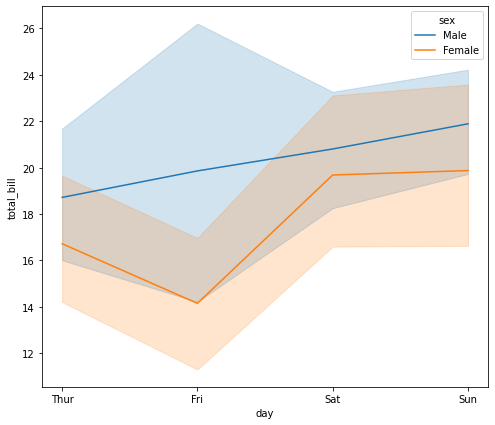 sex
Male
Female
total_bill
26
24
22
20
18
16
14
12
Thur Fri Sat Sun
day